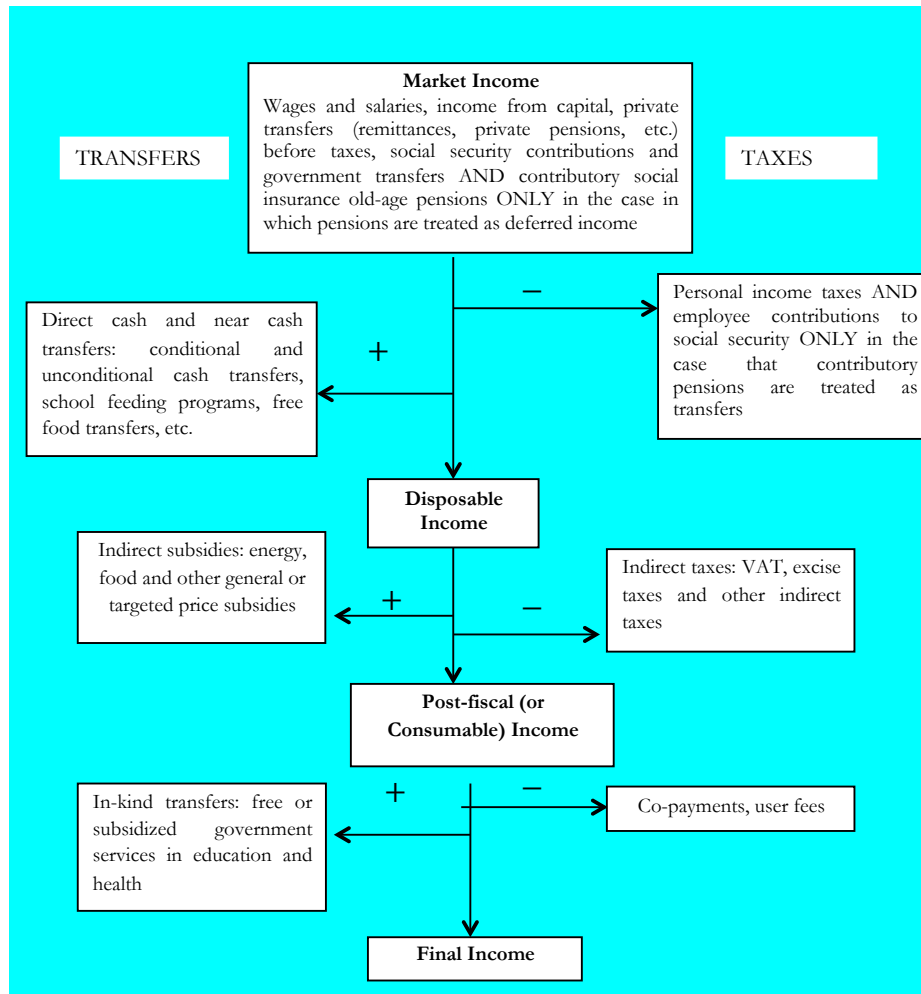 Market Income
Wages and salaries, income from capital, private
transfers (remittances, private pensions, etc.)
before taxes, social security contributions and
government transfers AND contributory social
insurance old-age pensions ONLY in the case in
which pensions are treated as deferred income
TRANSFERS
TAXES
−
Personal income taxes AND
employee contributions to
social security ONLY in the
case that contributory
pensions are treated as
transfers
Direct cash and near cash
transfers: conditional and
unconditional cash transfers,
school feeding programs, free
food transfers, etc.
+
Disposable
Income
Indirect subsidies: energy,
food and other general or
targeted price subsidies
+
−
Indirect taxes: VAT, excise
taxes and other indirect
taxes
Post-fiscal (or
Consumable) Income
In-kind transfers: free or
subsidized government
services in education and
health
+
−
Co-payments, user fees
Final Income